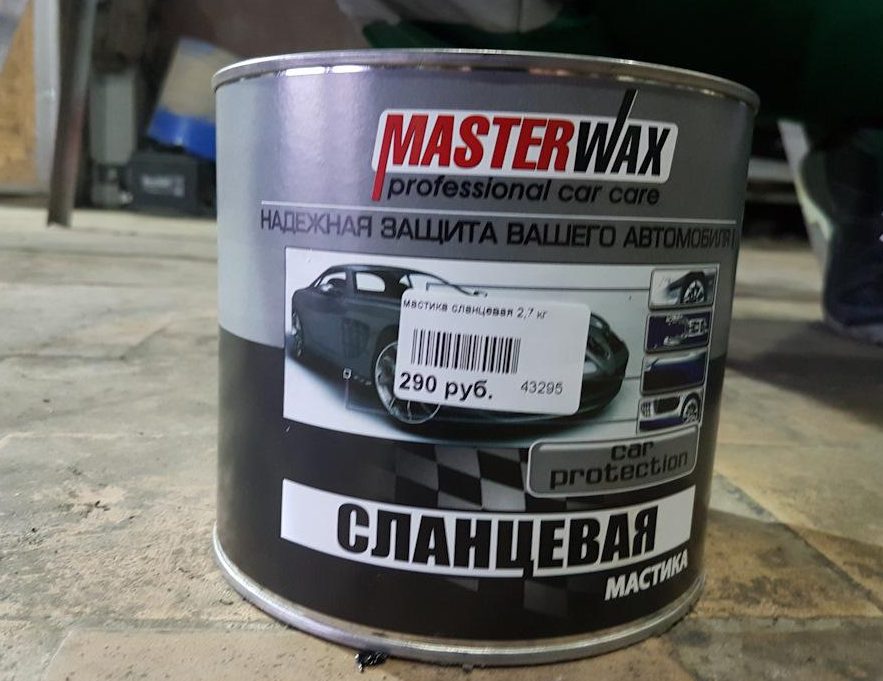 MASTERWAX
professional car care
НАДЕЖНАЯ ЗАЩИТА ВАШЕГО АВТОМОБИЛЯ!
мастика сланцевая 2,7 кг
290 руб.
43295
car
protection
СЛАНЦЕВАЯ
МАСТИКА